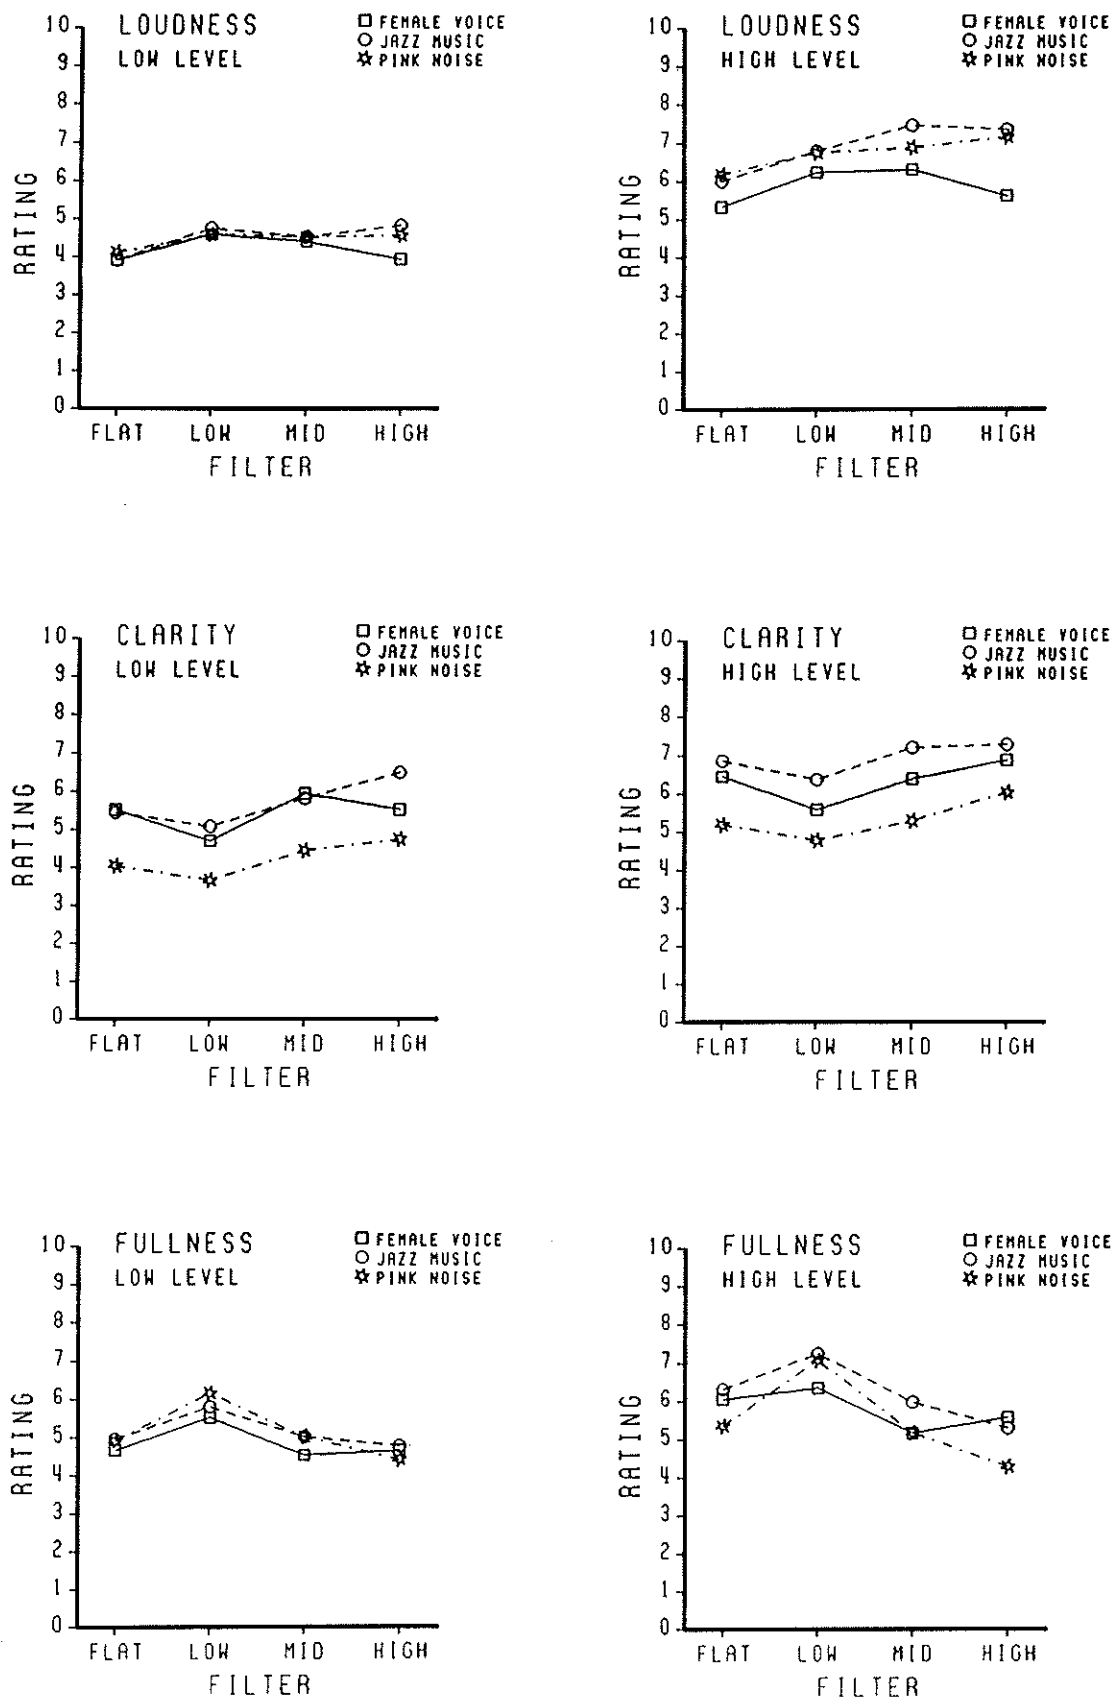 LOUDNESS
LOW LEVEL
FEMALE VOICE
JAZZ MUSIC
PINK NOISE
10
9
8
7
6
5
4
3
2
1
0
RATING
FLAT LOW MID HIGH
FILTER
LOUDNESS
HIGH LEVEL
FEMALE VOICE
JAZZ MUSIC
PINK NOISE
10
9
8
7
6
5
4
3
2
1
0
RATING
FLAT LOW MID HIGH
FILTER
CLARITY
LOW LEVEL
FEMALE VOICE
JAZZ MUSIC
PINK NOISE
10
9
8
7
6
5
4
3
2
1
0
RATING
FLAT LOW MID HIGH
FILTER
CLARITY
HIGH LEVEL
FEMALE VOICE
JAZZ MUSIC
PINK NOISE
10
9
8
7
6
5
4
3
2
1
0
RATING
FLAT LOW MID HIGH
FILTER
FULLNESS
LOW LEVEL
FEMALE VOICE
JAZZ MUSIC
PINK NOISE
10
9
8
7
6
5
4
3
2
1
0
RATING
FLAT LOW MID HIGH
FILTER
FULLNESS
HIGH LEVEL
FEMALE VOICE
JAZZ MUSIC
PINK NOISE
10
9
8
7
6
5
4
3
2
1
0
RATING
FLAT LOW MID HIGH
FILTER